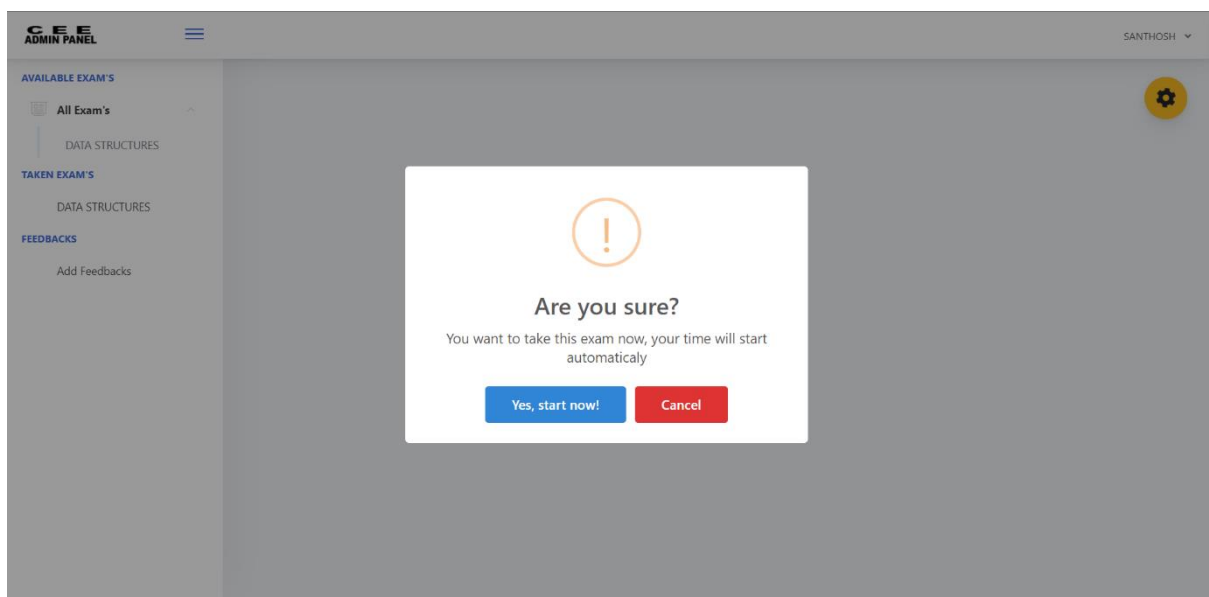 CEE
ADMIN PANEL
SANTHOSH
AVAILABLE EXAM'S
All Exam's
DATA STRUCTURES
TAKEN EXAM'S
DATA STRUCTURES
FEEDBACKS
Add Feedbacks
!
Are you sure?
You want to take this exam now, your time will start
automaticaly
Yes, start now!
Cancel